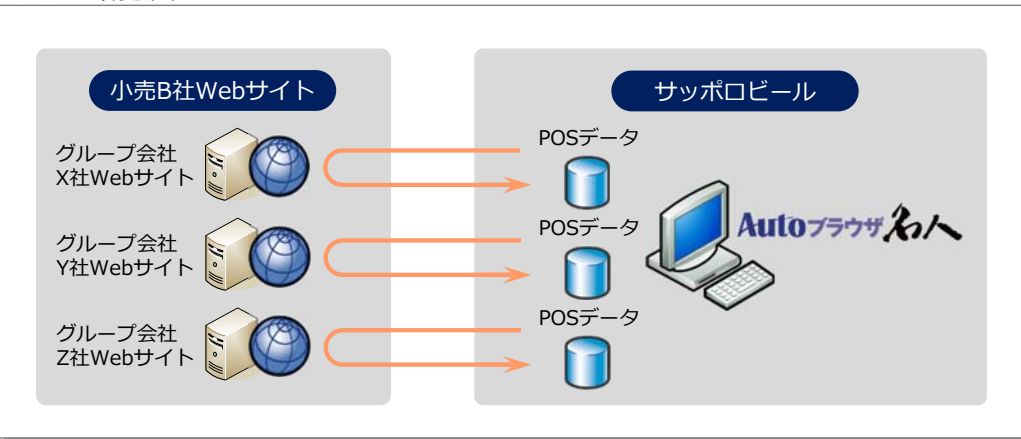 小売B社Webサイト
サッポロビール
グループ会社
X社Webサイト
POSデータ
グループ会社
Y社Webサイト
POSデータ
Autoブラウザ名人
グループ会社
Z社Webサイト
POSデータ